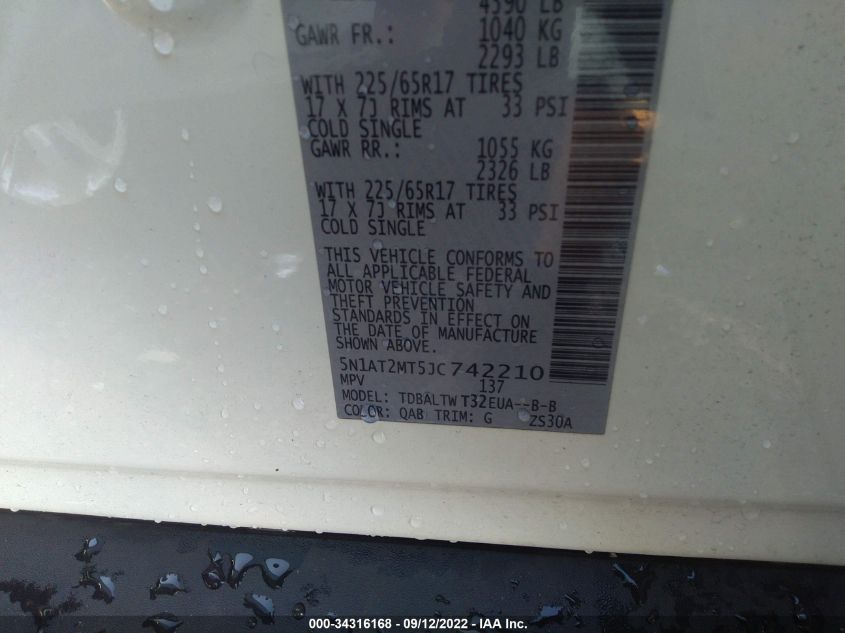 4590 LB
GAWR FR.: 1040 KG
2293 LB
WITH 225/65R17 TIRES
17 X 7J RIMS AT 33 PSI
COLD SINGLE
GAWR RR.: 1055 KG
2326 LB
WITH 225/65R17 TIRES
17 X 7J RIMS AT 33 PSI
COLD SINGLE
THIS VEHICLE CONFORMS TO
ALL APPLICABLE FEDERAL
MOTOR VEHICLE SAFETY AND
THEFT PREVENTION
STANDARDS IN EFFECT ON
THE DATE OF MANUFACTURE
SHOWN ABOVE.
5N1AT2MT5JC742210
MPV 137
MODEL: TDBALTW T32EUA--B-B
COLOR: QAB TRIM: G ZS30A
000-34316168 - 09/12/2022 - IAA Inc.